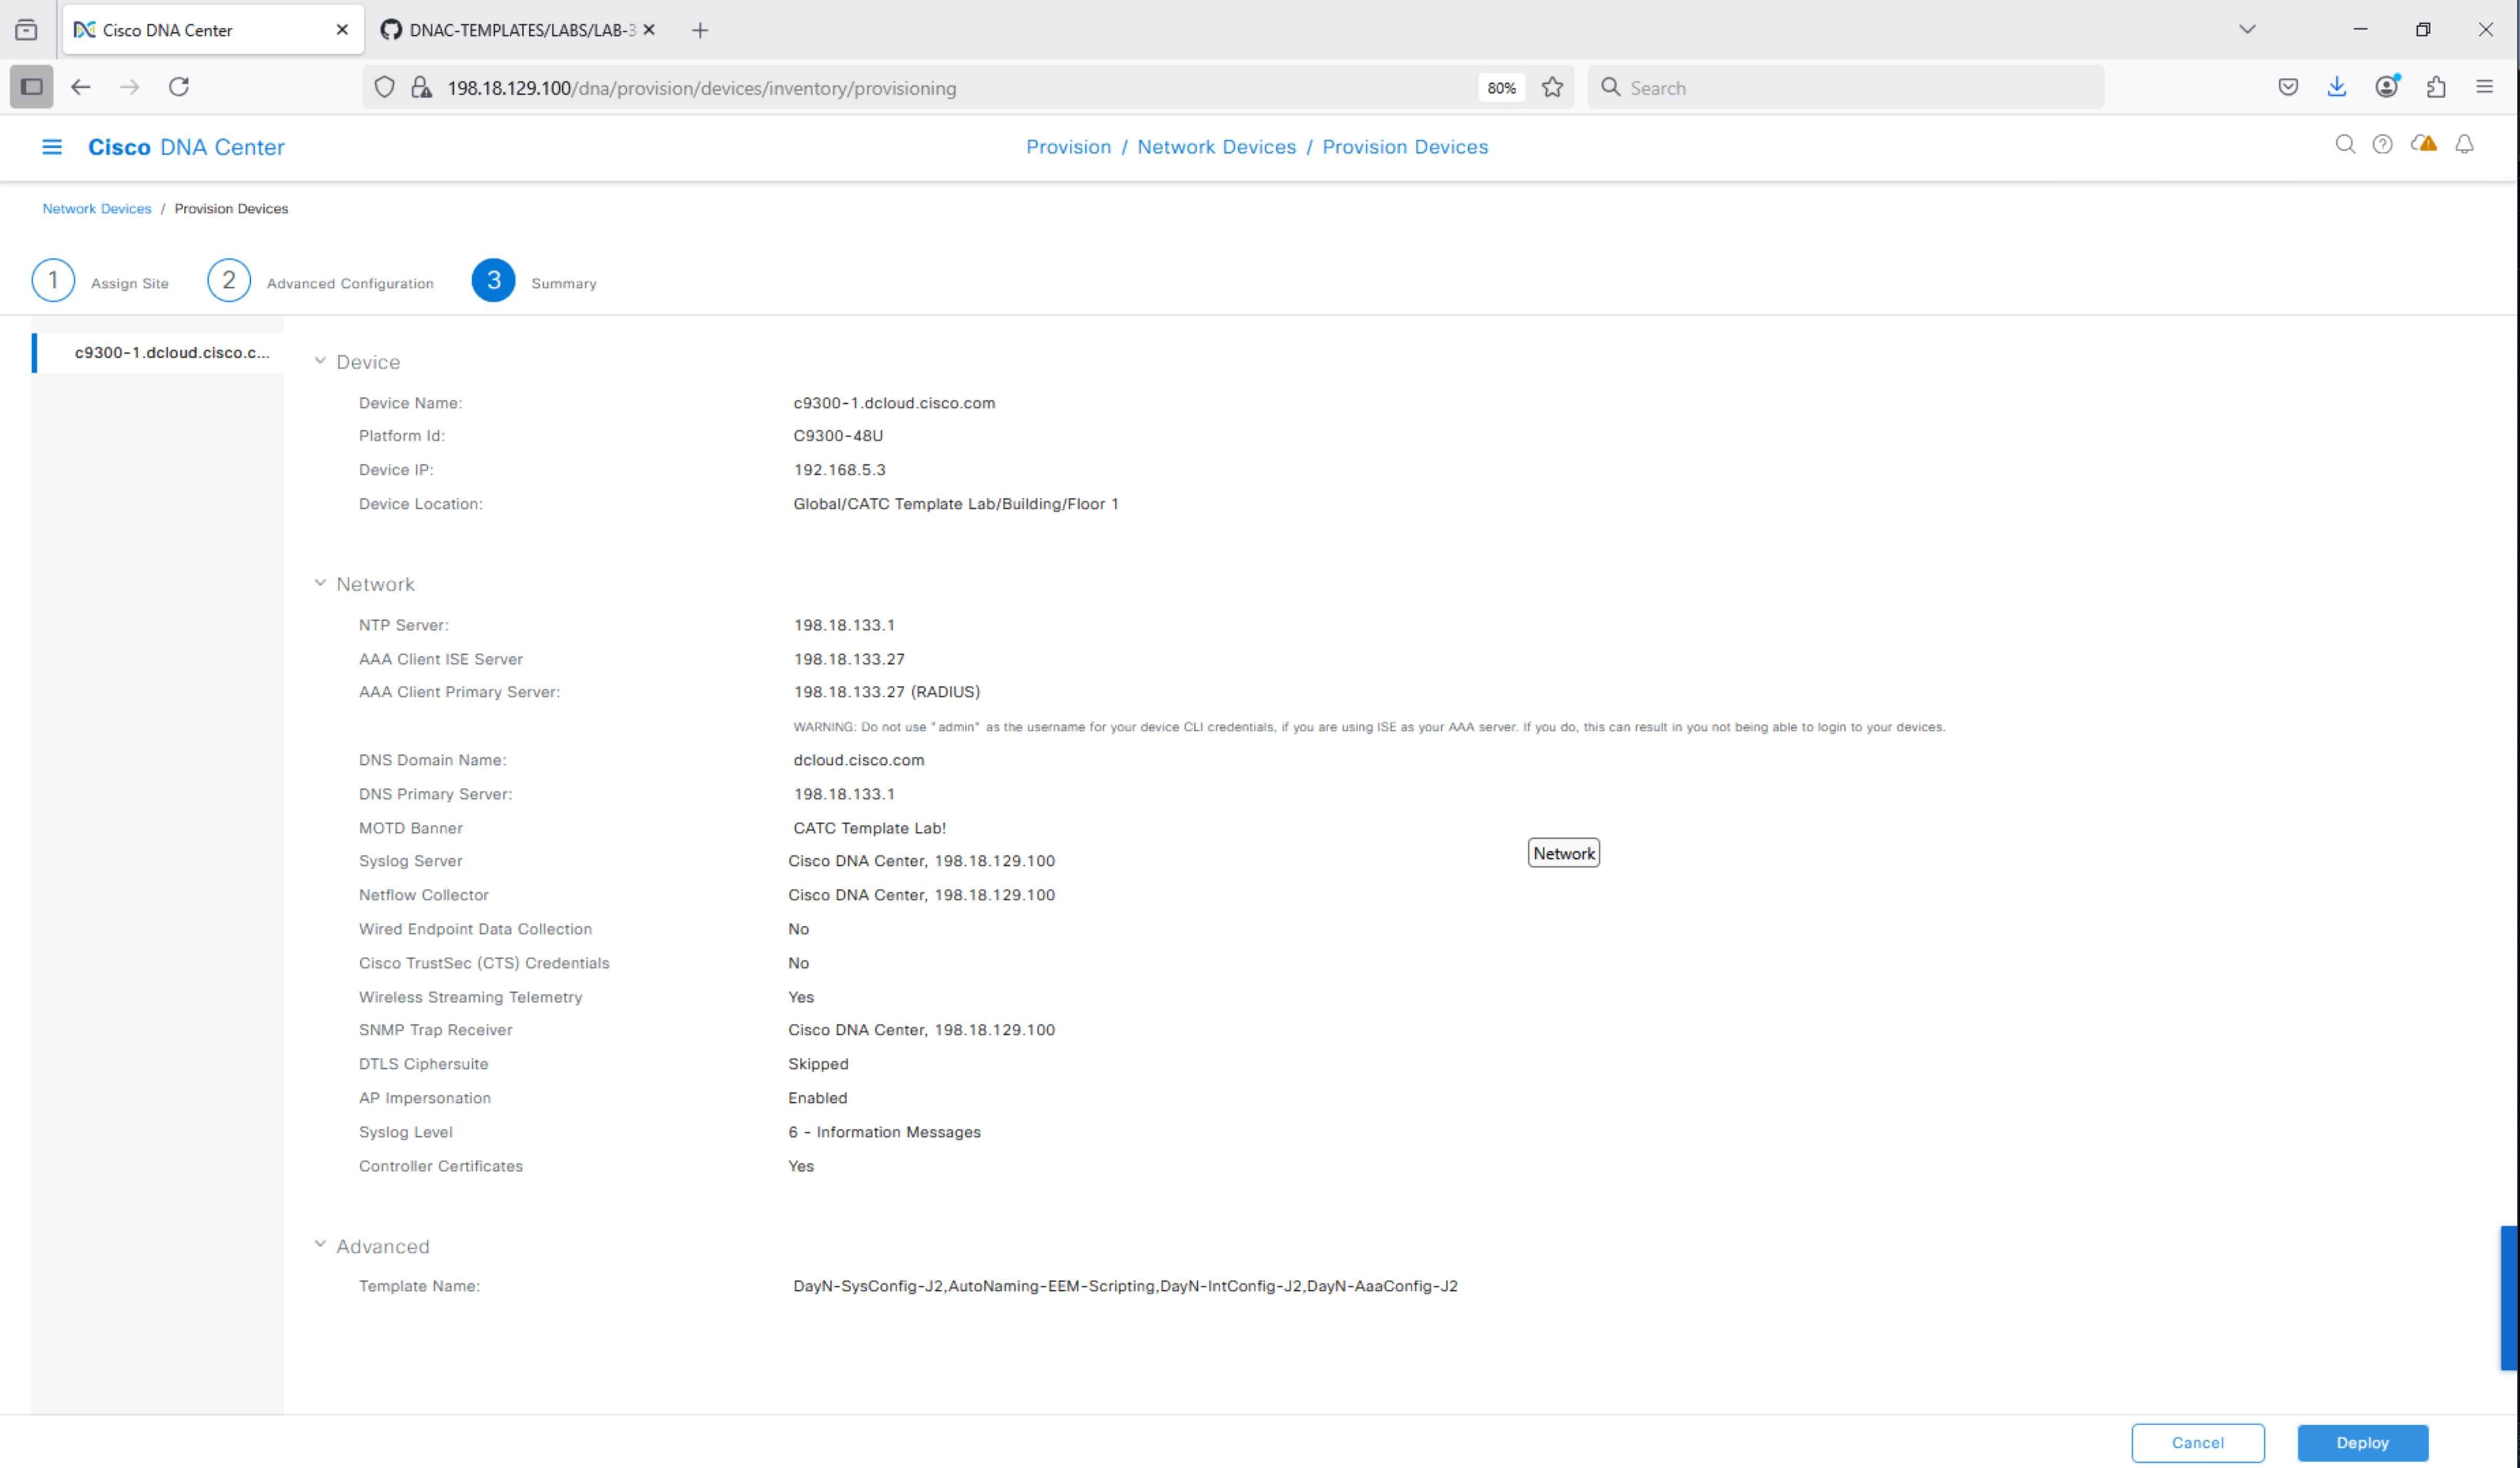 Cisco DNA Center
DNAC-TEMPLATES/LABS/LAB-3
198.18.129.100/dna/provision/devices/inventory/provisioning
80%
Search
Cisco DNA Center
Provision / Network Devices / Provision Devices
Network Devices / Provision Devices
1 Assign Site
2 Advanced Configuration
3 Summary
c9300-1.dcloud.cisco.c...
Device
Device Name: c9300-1.dcloud.cisco.com
Platform Id: C9300-48U
Device IP: 192.168.5.3
Device Location: Global/CATC Template Lab/Building/Floor 1
Network
NTP Server: 198.18.133.1
AAA Client ISE Server 198.18.133.27
AAA Client Primary Server: 198.18.133.27 (RADIUS)
WARNING: Do not use "admin" as the username for your device CLI credentials, if you are using ISE as your AAA server. If you do, this can result in you not being able to login to your devices.
DNS Domain Name: dcloud.cisco.com
DNS Primary Server: 198.18.133.1
MOTD Banner CATC Template Lab!
Network
Syslog Server Cisco DNA Center, 198.18.129.100
Netflow Collector Cisco DNA Center, 198.18.129.100
Wired Endpoint Data Collection No
Cisco TrustSec (CTS) Credentials No
Wireless Streaming Telemetry Yes
SNMP Trap Receiver Cisco DNA Center, 198.18.129.100
DTLS Ciphersuite Skipped
AP Impersonation Enabled
Syslog Level 6 - Information Messages
Controller Certificates Yes
Advanced
Template Name: DayN-SysConfig-J2,AutoNaming-EEM-Scripting,DayN-IntConfig-J2,DayN-AaaConfig-J2
Cancel
Deploy